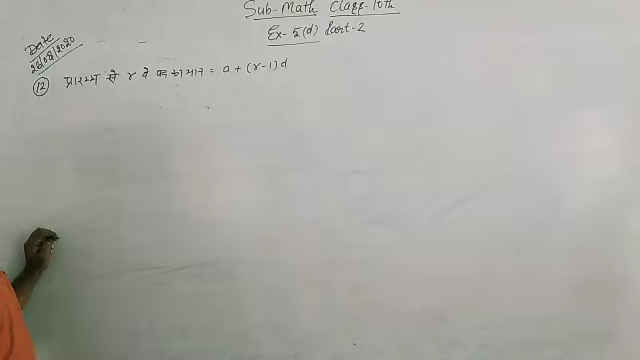 Sub-Math Class-10th
Ex-5(d) Part-2
Date
26/08/2020
(12) प्रारम्भ से r वें पद का मान = a + (r-1)d